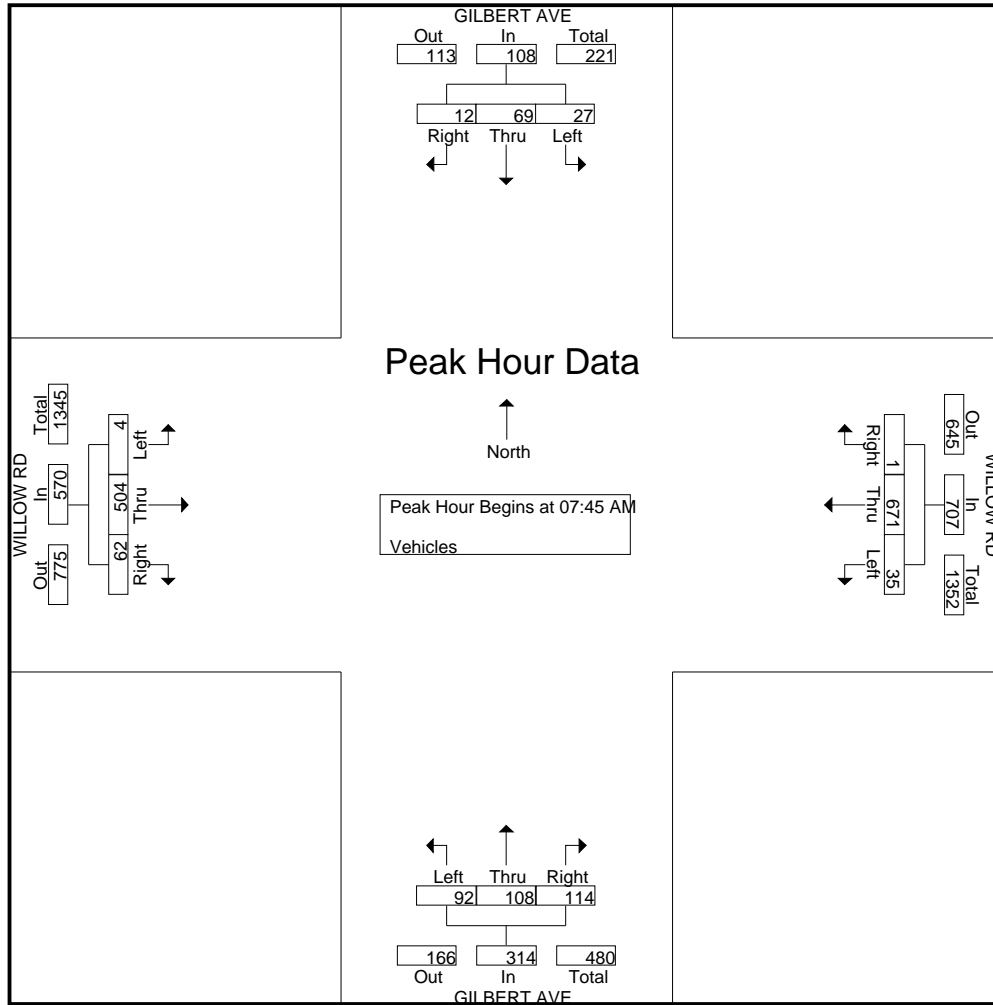 GILBERT AVE
Out In Total
113 108 221
12 69 27
Right Thru Left
Peak Hour Data
North
Peak Hour Begins at 07:45 AM
Vehicles
WILLOW RD
Total In Out
1345 570 775
4 504 62
Left Thru Right
WILLOW RD
Out In Total
645 707 1352
1 671 35
Right Thru Left
Left Thru Right
92 108 114
166 314 480
Out In Total
GILBERT AVE